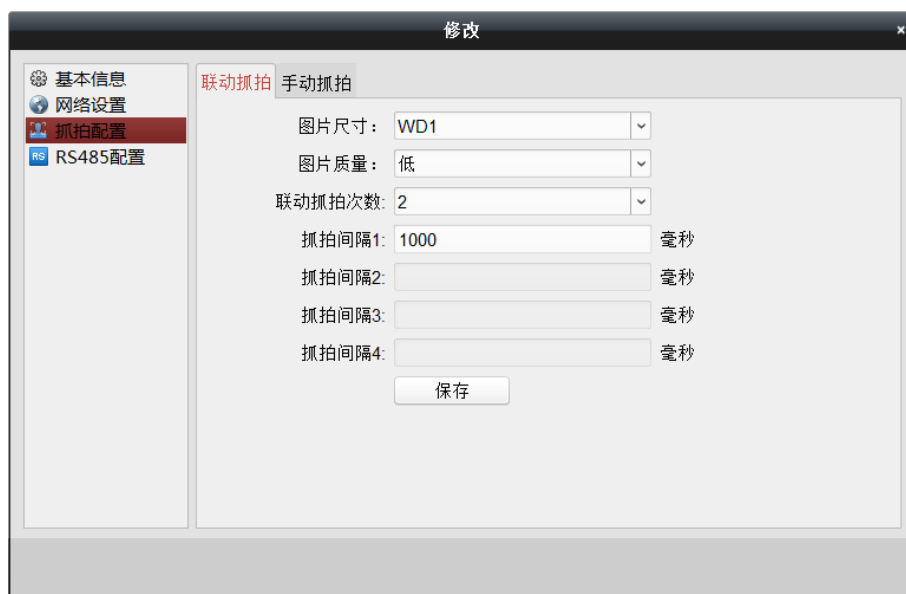 修改
×
基本信息
网络设置
抓拍配置
RS RS485配置
联动抓拍 手动抓拍
图片尺寸： WD1
图片质量： 低
联动抓拍次数: 2
抓拍间隔1: 1000 毫秒
抓拍间隔2: 毫秒
抓拍间隔3: 毫秒
抓拍间隔4: 毫秒
保存